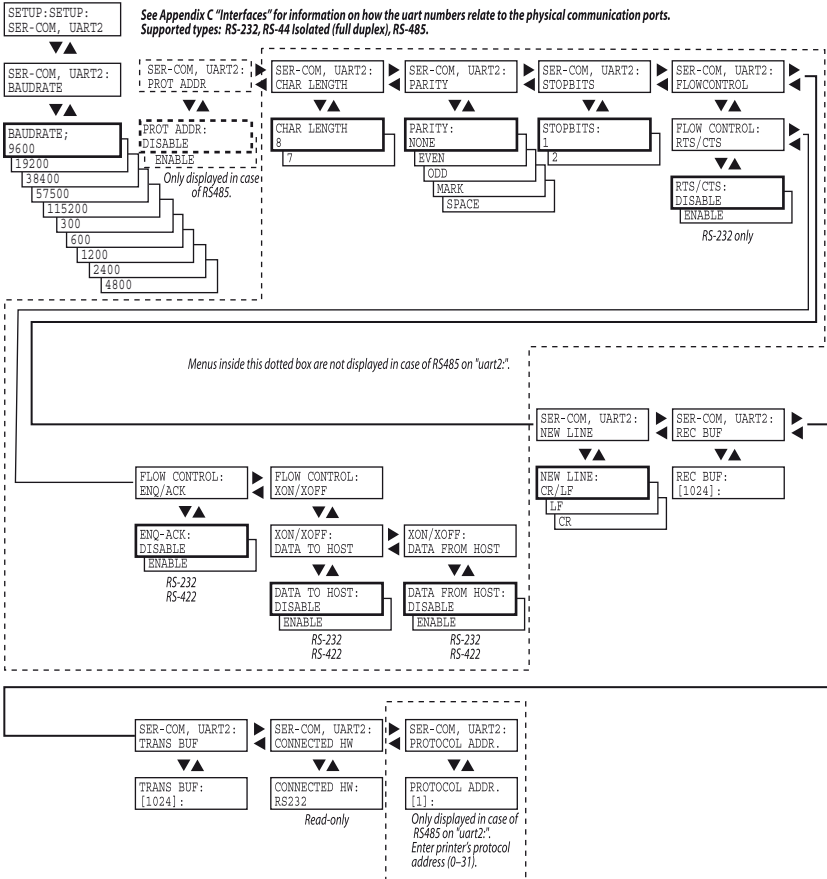 SETUP:SETUP:
SER-COM, UART2
See Appendix C "Interfaces" for information on how the uart numbers relate to the physical communication ports.
Supported types: RS-232, RS-44 Isolated (full duplex), RS-485.
SER-COM, UART2:
BAUDRATE
SER-COM, UART2:
PROT ADDR
SER-COM, UART2:
CHAR LENGTH
SER-COM, UART2:
PARITY
SER-COM, UART2:
STOPBITS
SER-COM, UART2:
FLOWCONTROL
BAUDRATE;
9600
19200
38400
57500
115200
300
600
1200
2400
4800
PROT ADDR:
DISABLE
ENABLE
Only displayed in case
of RS485.
CHAR LENGTH
8
7
PARITY:
NONE
EVEN
ODD
MARK
SPACE
STOPBITS:
1
2
FLOW CONTROL:
RTS/CTS
RTS/CTS:
DISABLE
ENABLE
RS-232 only
Menus inside this dotted box are not displayed in case of RS485 on "uart2:".
SER-COM, UART2:
NEW LINE
SER-COM, UART2:
REC BUF
NEW LINE:
CR/LF
LF
CR
REC BUF:
[1024]:
FLOW CONTROL:
ENQ/ACK
FLOW CONTROL:
XON/XOFF
ENQ-ACK:
DISABLE
ENABLE
RS-232
RS-422
XON/XOFF:
DATA TO HOST
XON/XOFF:
DATA FROM HOST
DATA TO HOST:
DISABLE
ENABLE
RS-232
RS-422
DATA FROM HOST:
DISABLE
ENABLE
RS-232
RS-422
SER-COM, UART2:
TRANS BUF
SER-COM, UART2:
CONNECTED HW
SER-COM, UART2:
PROTOCOL ADDR.
TRANS BUF:
[1024]:
CONNECTED HW:
RS232
Read-only
PROTOCOL ADDR.
[1]:
Only displayed in case of
RS485 on "uart2:".
Enter printer's protocol
address (0–31).